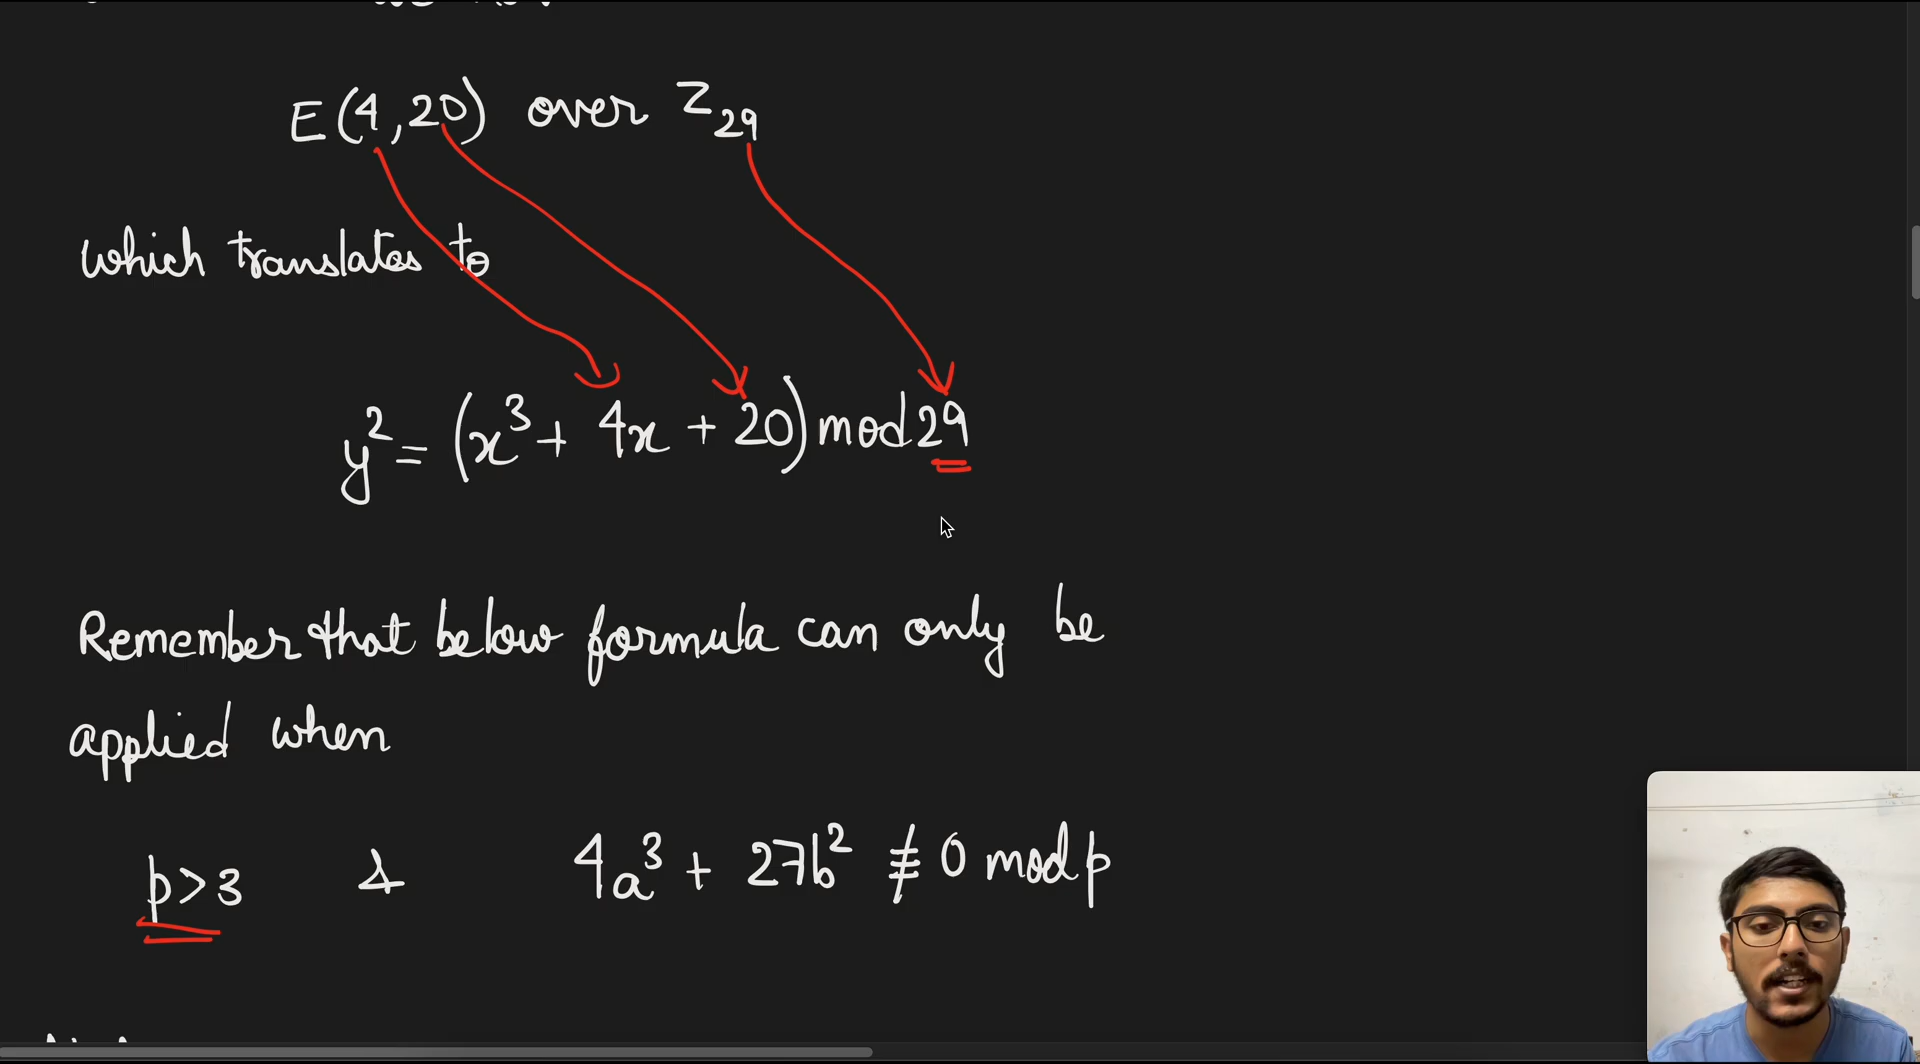 E(4,20) over Z₂₉
which translates to
y² = (x³ + 4x + 20) mod 29
Remember that below formula can only be
applied when
p>3 & 4a³ + 27b² ≢ 0 mod p